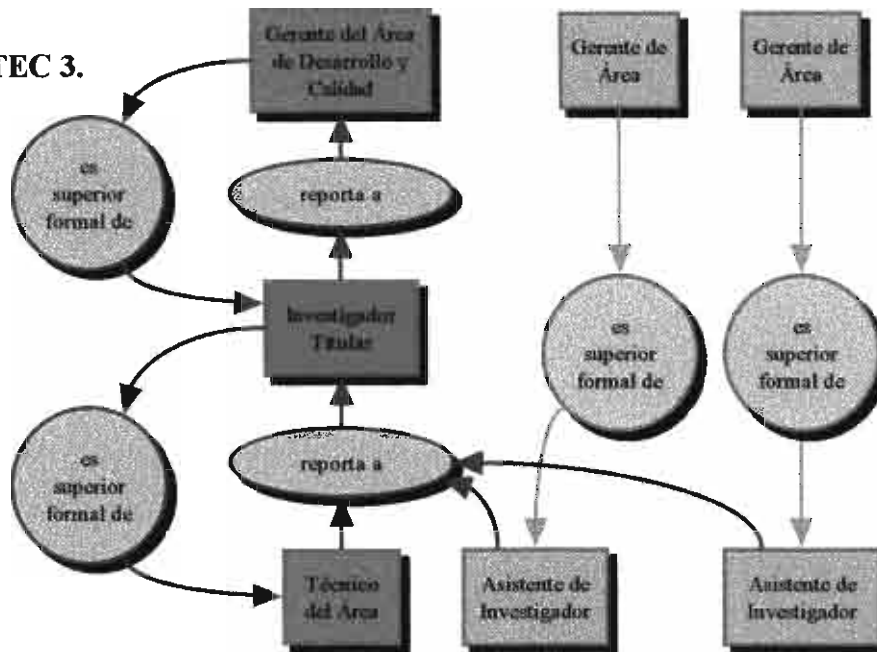 TEC 3.
Gerente del Área
de Desarrollo y
Calidad
Gerente de
Área
Gerente de
Área
es
superior
formal de
reporta a
Investigador
Titular
es
superior
formal de
es
superior
formal de
es
superior
formal de
reporta a
Técnico
del Área
Asistente de
Investigador
Asistente de
Investigador